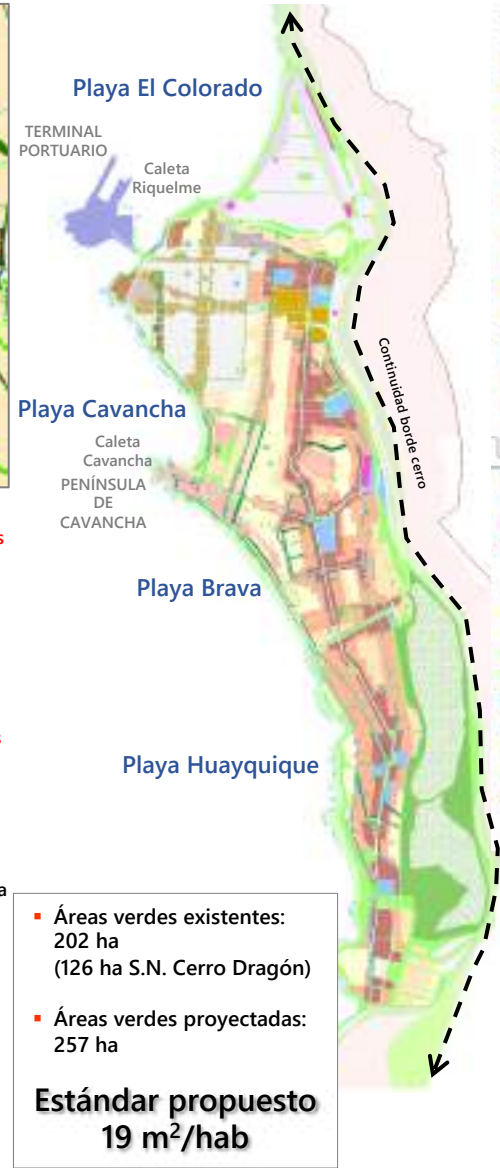 Playa El Colorado
TERMINAL
PORTUARIO
Caleta
Riquelme
Continuidad borde cerro
Playa Cavancha
Caleta
Cavancha
PENÍNSULA
DE
CAVANCHA
s
Playa Brava
s
Playa Huayquique
a
▪ Áreas verdes existentes:
202 ha
(126 ha S.N. Cerro Dragón)
▪ Áreas verdes proyectadas:
257 ha
Estándar propuesto
19 m²/hab